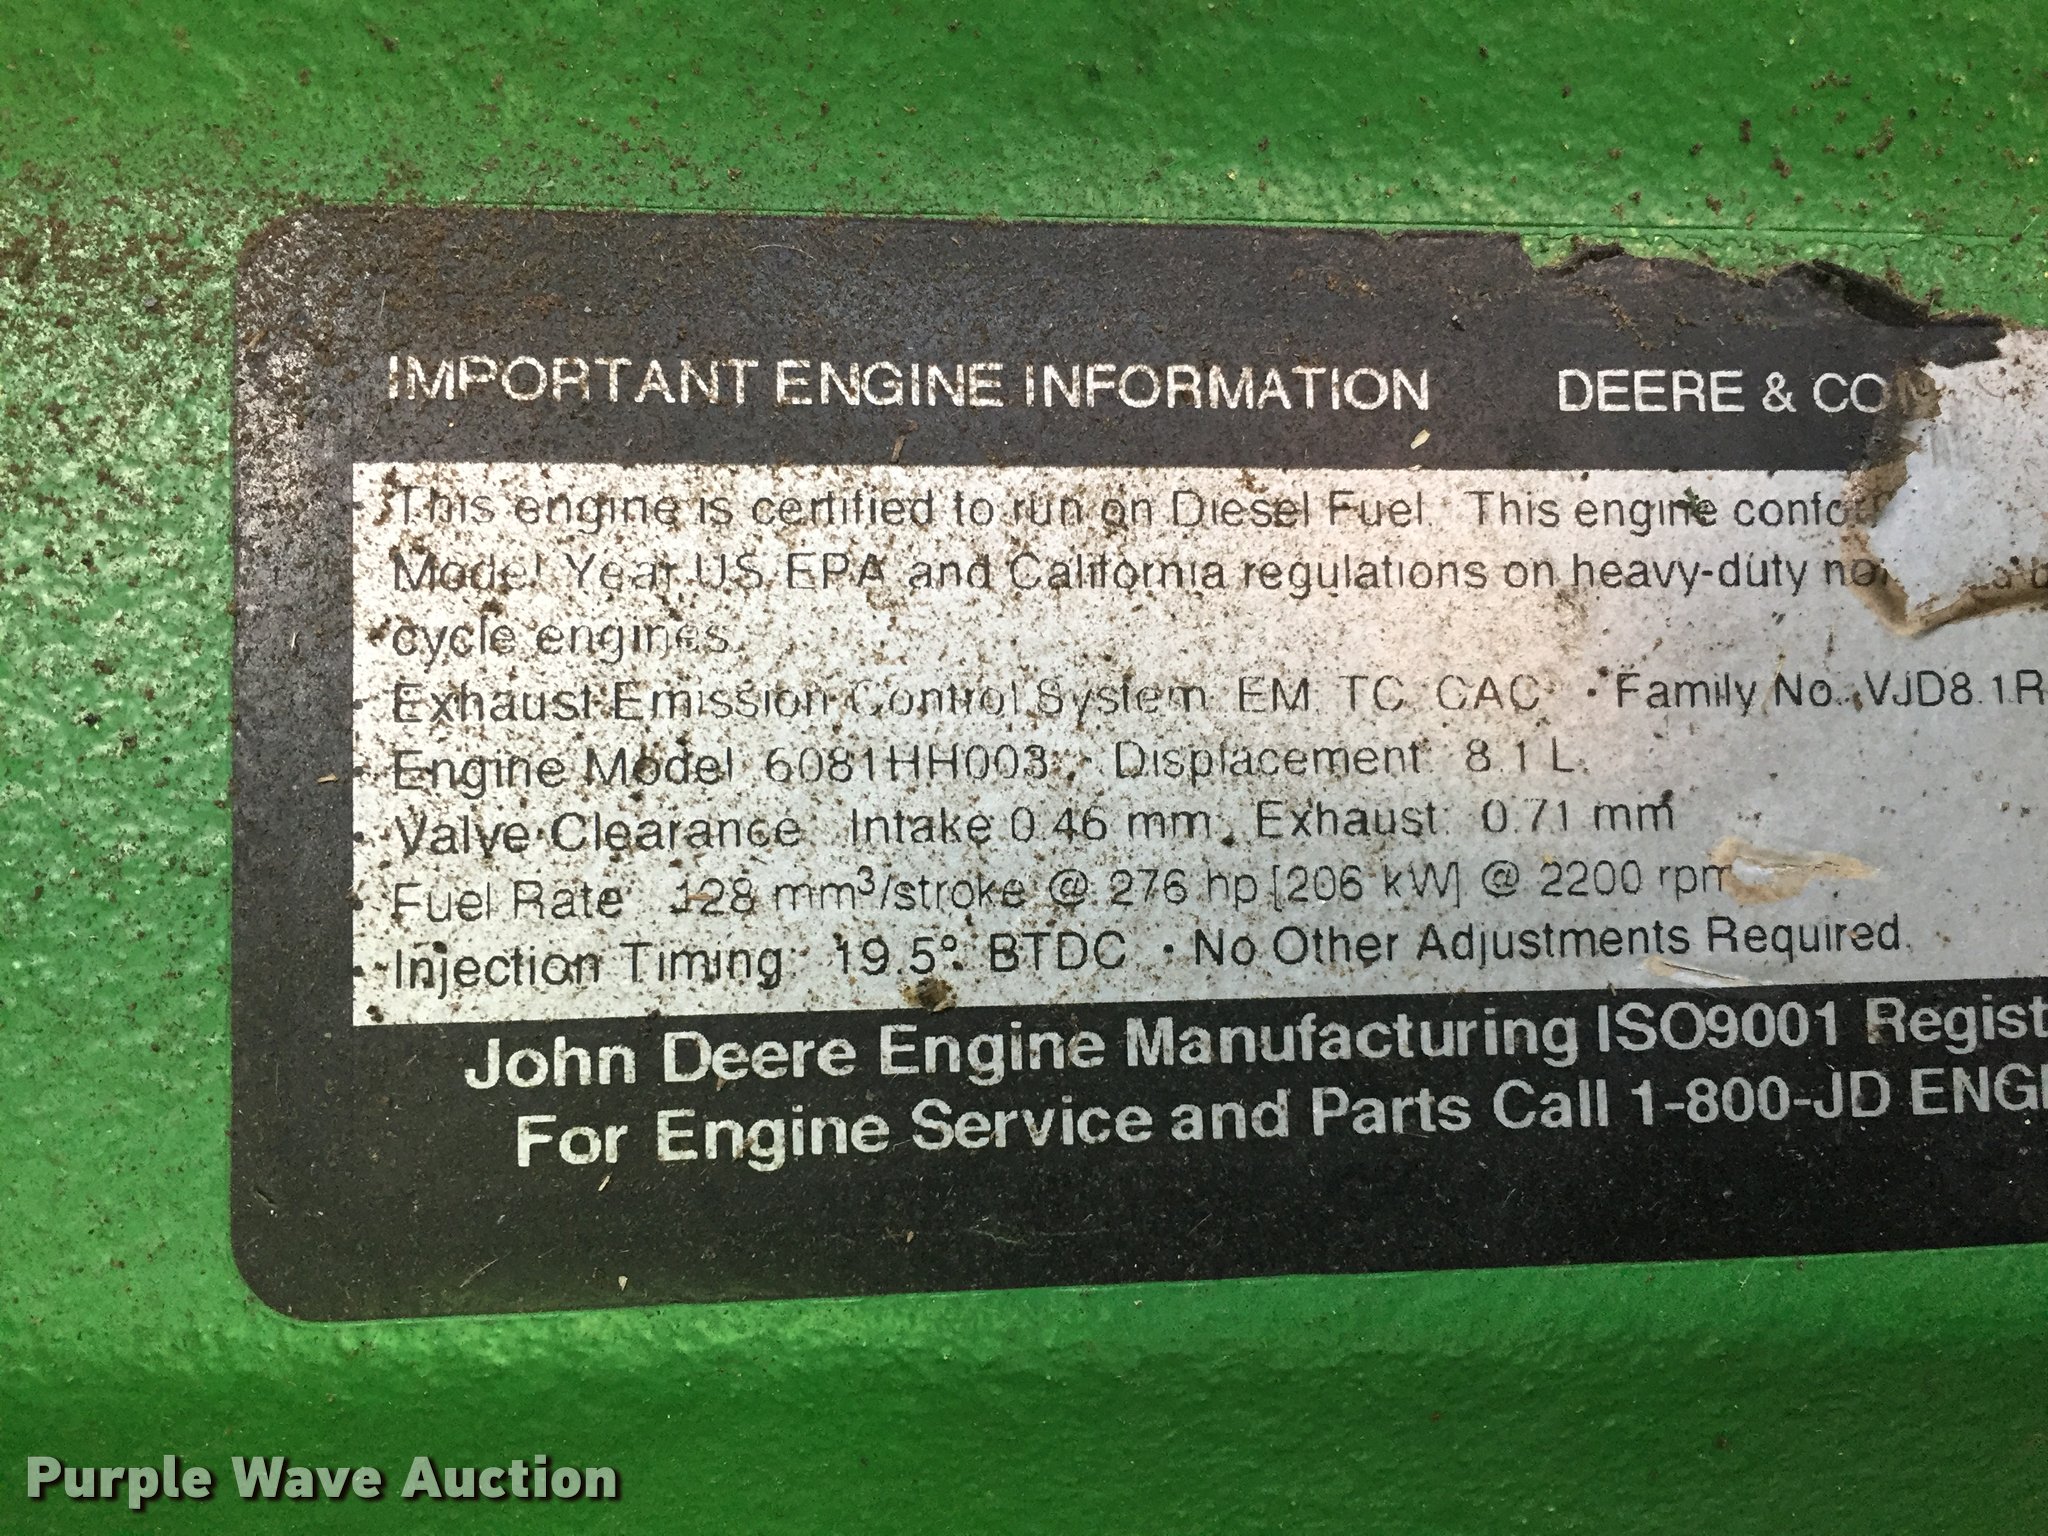 IMPORTANT ENGINE INFORMATION DEERE & CO
This engine is certified to run on Diesel Fuel. This engine confo
Model Year US EPA and California regulations on heavy-duty no
cycle engines.
Exhaust Emission Control System EM TC CAC • Family No. VJD8.1R
Engine Model 6081HH003 • Displacement 8.1 L.
Valve Clearance: Intake 0.46 mm, Exhaust: 0.71 mm
Fuel Rate 128 mm³/stroke @ 276 hp [206 kW] @ 2200 rpm
Injection Timing: 19.5° BTDC • No Other Adjustments Required.
John Deere Engine Manufacturing ISO9001 Regist
For Engine Service and Parts Call 1-800-JD ENGI
Purple Wave Auction